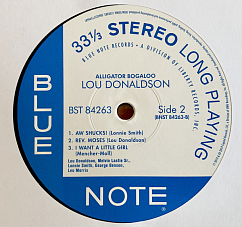 33⅓ STEREO LONG PLAYING
BLUE NOTE RECORDS • A DIVISION OF LIBERTY RECORDS, INC.
ALLIGATOR BOGALOO
LOU DONALDSON
BST 84263 Side 2
(BNST 84263-B)
1. AW SHUCKS! (Lonnie Smith)
2. REV. MOSES (Lou Donaldson)
3. I WANT A LITTLE GIRL
(Mencher-Moll)
Lou Donaldson, Melvin Lastie Sr.,
Lonnie Smith, George Benson,
Leo Morris
BLUE
NOTE
®